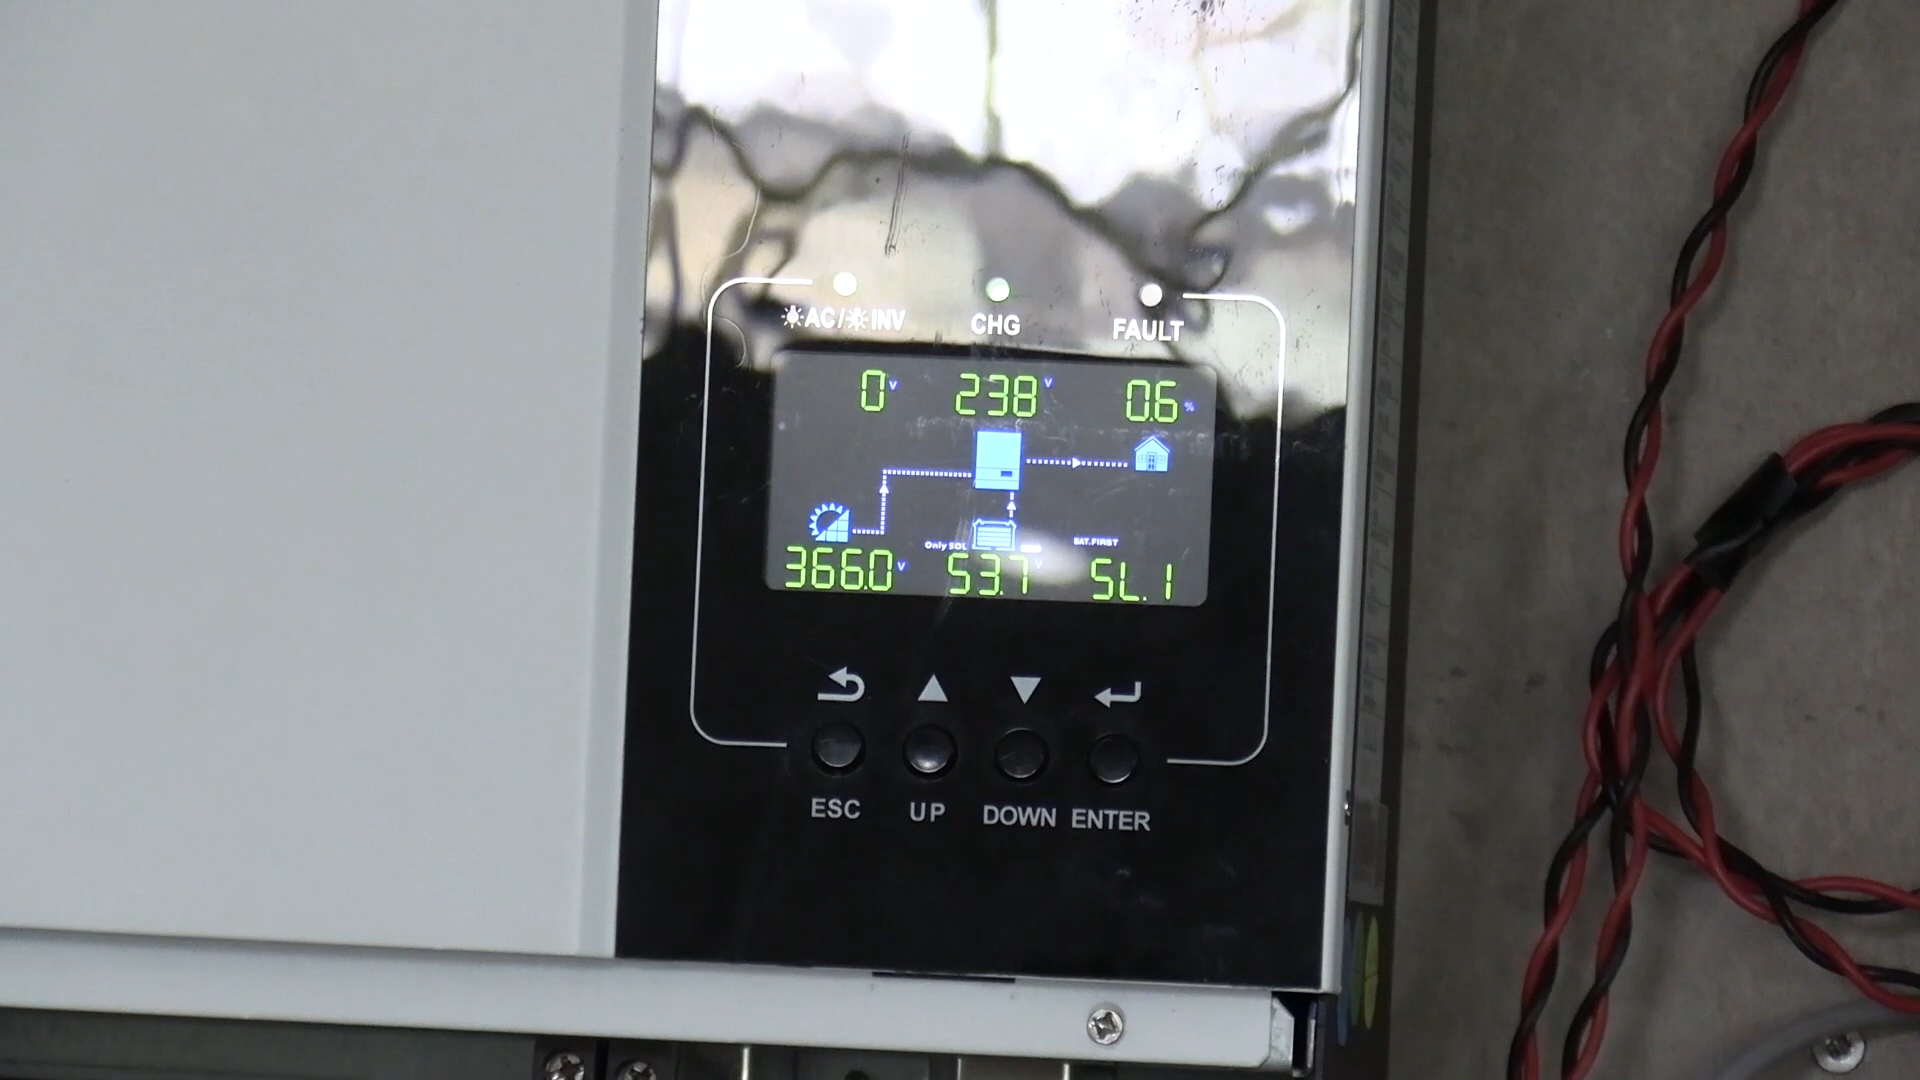 AC/INV CHG FAULT
0 V 238 V 0.6 %
Only SOL BAT.FIRST
366.0 V 53.7 V SL. 1
ESC UP DOWN ENTER